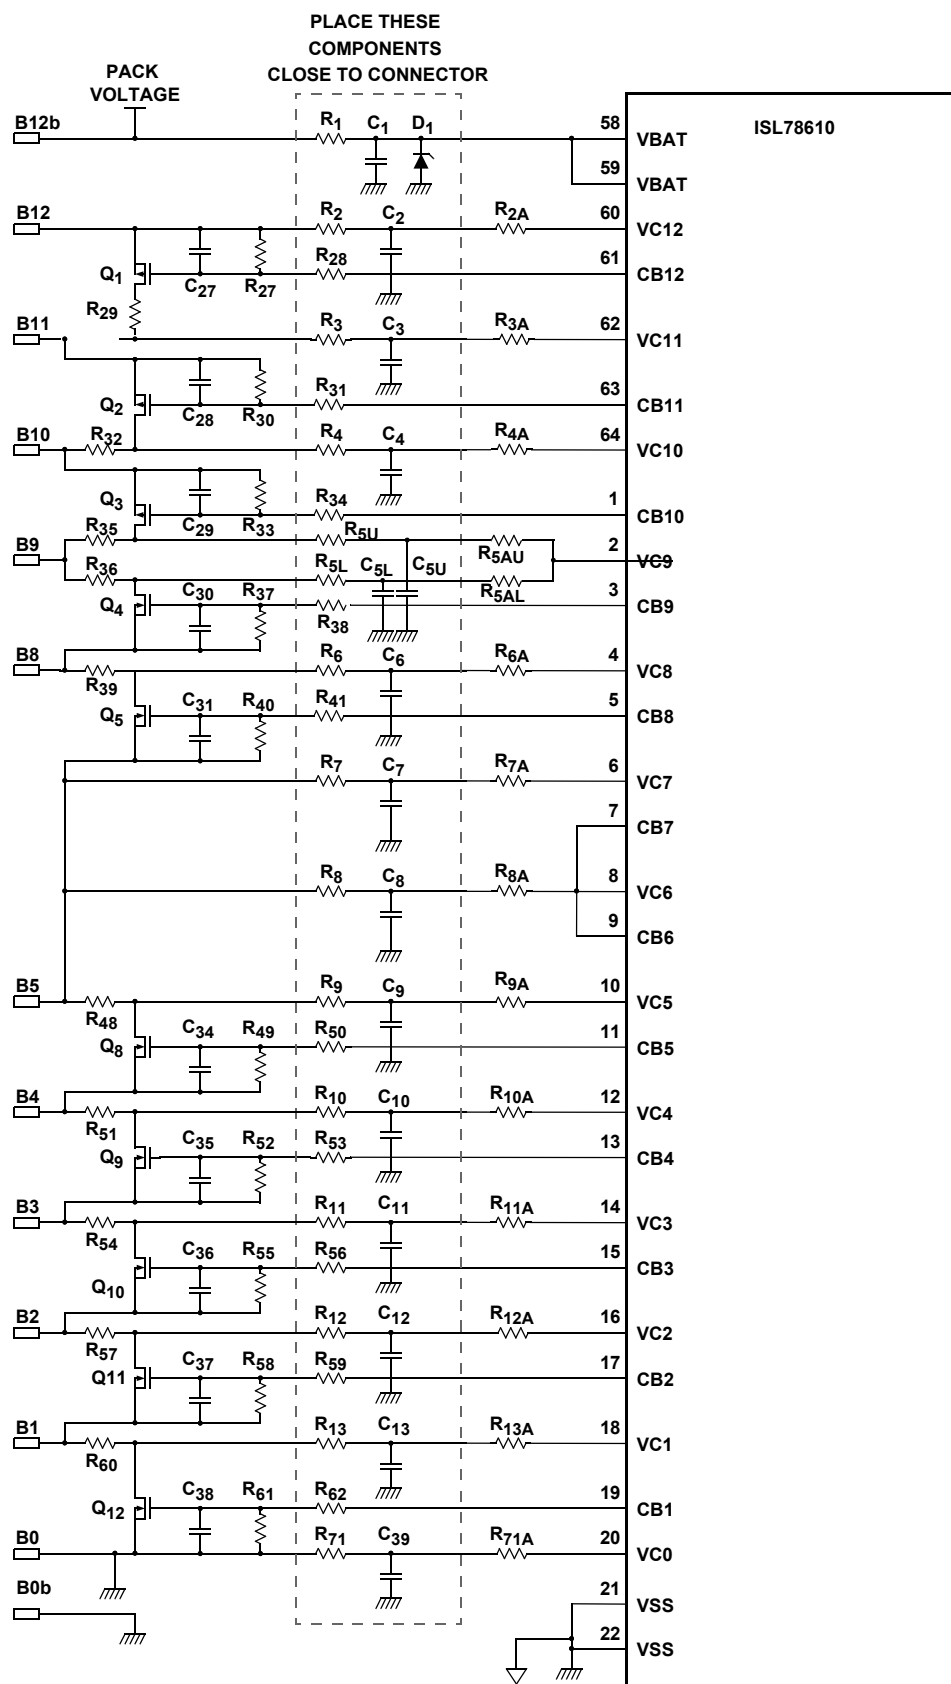 PLACE THESE
COMPONENTS
CLOSE TO CONNECTOR
PACK
VOLTAGE
B12b
R1 C1 D1
58
VBAT
ISL78610
59
VBAT
B12
R2 C2 R2A
60
VC12
Q1 C27 R27 R28
61
CB12
R29
B11
R3 C3 R3A
62
VC11
Q2 C28 R30 R31
63
CB11
B10
R32 R4 C4 R4A
64
VC10
Q3 C29 R33 R34
1
CB10
B9
R35 R5U R5AU
2
VC9
R36 R5L C5L C5U R5AL
Q4 C30 R37 R38
3
CB9
B8
R39 R6 C6 R6A
4
VC8
Q5 C31 R40 R41
5
CB8
R7 C7 R7A
6
VC7
7
CB7
R8 C8 R8A
8
VC6
9
CB6
B5
R48 R9 C9 R9A
10
VC5
Q8 C34 R49 R50
11
CB5
B4
R51 R10 C10 R10A
12
VC4
Q9 C35 R52 R53
13
CB4
B3
R54 R11 C11 R11A
14
VC3
Q10 C36 R55 R56
15
CB3
B2
R57 R12 C12 R12A
16
VC2
Q11 C37 R58 R59
17
CB2
B1
R60 R13 C13 R13A
18
VC1
Q12 C38 R61 R62
19
CB1
B0
R71 C39 R71A
20
VC0
B0b
21
VSS
22
VSS